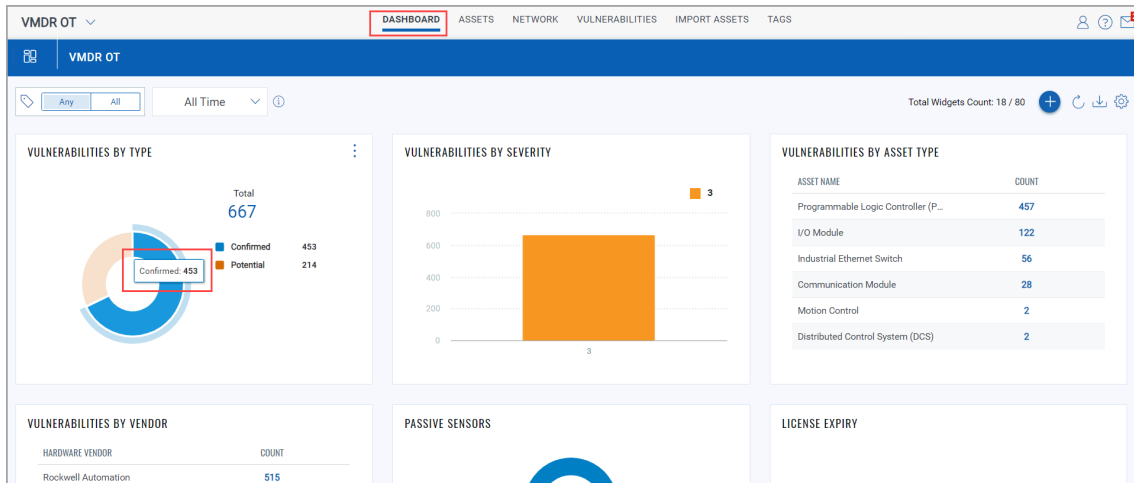 VMDR OT
DASHBOARD ASSETS NETWORK VULNERABILITIES IMPORT ASSETS TAGS
VMDR OT
Any All All Time Total Widgets Count: 18 / 80
VULNERABILITIES BY TYPE
Total
667
Confirmed 453
Potential 214
Confirmed: 453
VULNERABILITIES BY SEVERITY
3
800
600
400
200
0
3
VULNERABILITIES BY ASSET TYPE
ASSET NAME COUNT
Programmable Logic Controller (P... 457
I/O Module 122
Industrial Ethernet Switch 56
Communication Module 28
Motion Control 2
Distributed Control System (DCS) 2
VULNERABILITIES BY VENDOR
HARDWARE VENDOR COUNT
Rockwell Automation 515
PASSIVE SENSORS
LICENSE EXPIRY